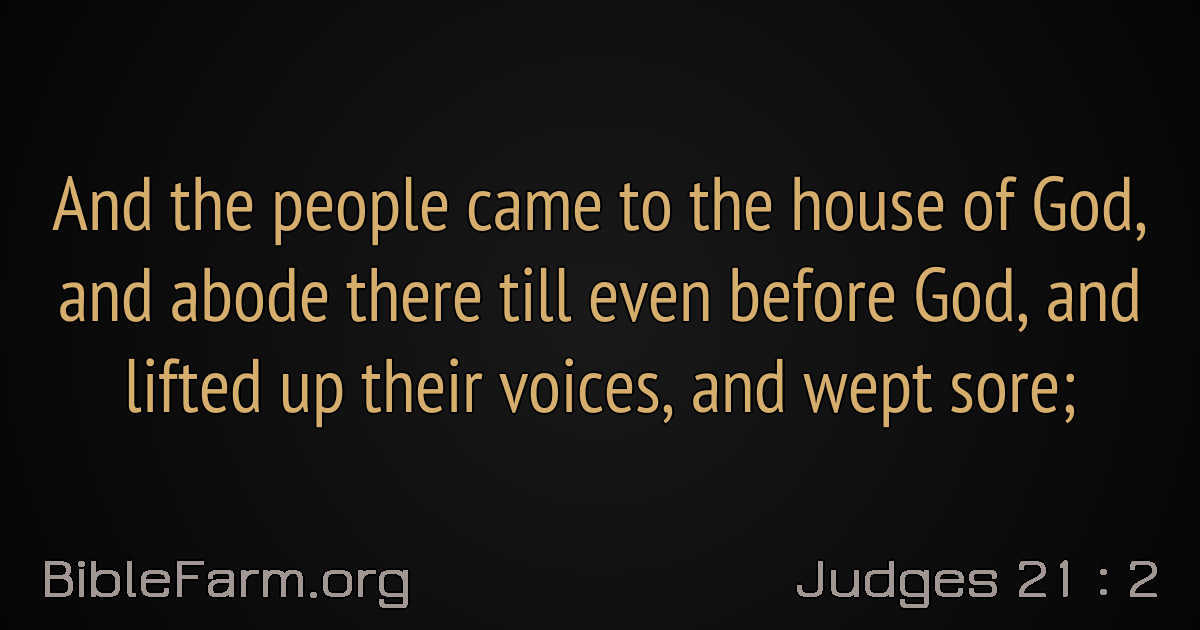 And the people came to the house of God,
and abode there till even before God, and
lifted up their voices, and wept sore;
BibleFarm.org
Judges 21 : 2